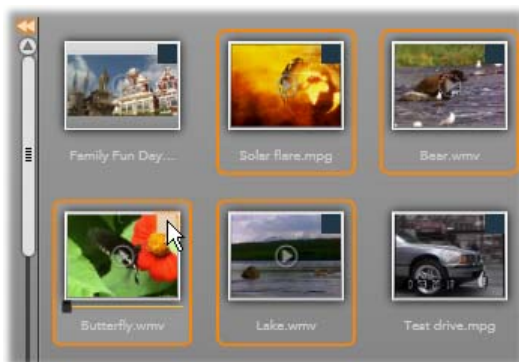 Family Fun Day...
Solar flare.mpg
Bear.wmv
Butterfly.wmv
Lake.wmv
Test drive.mpg